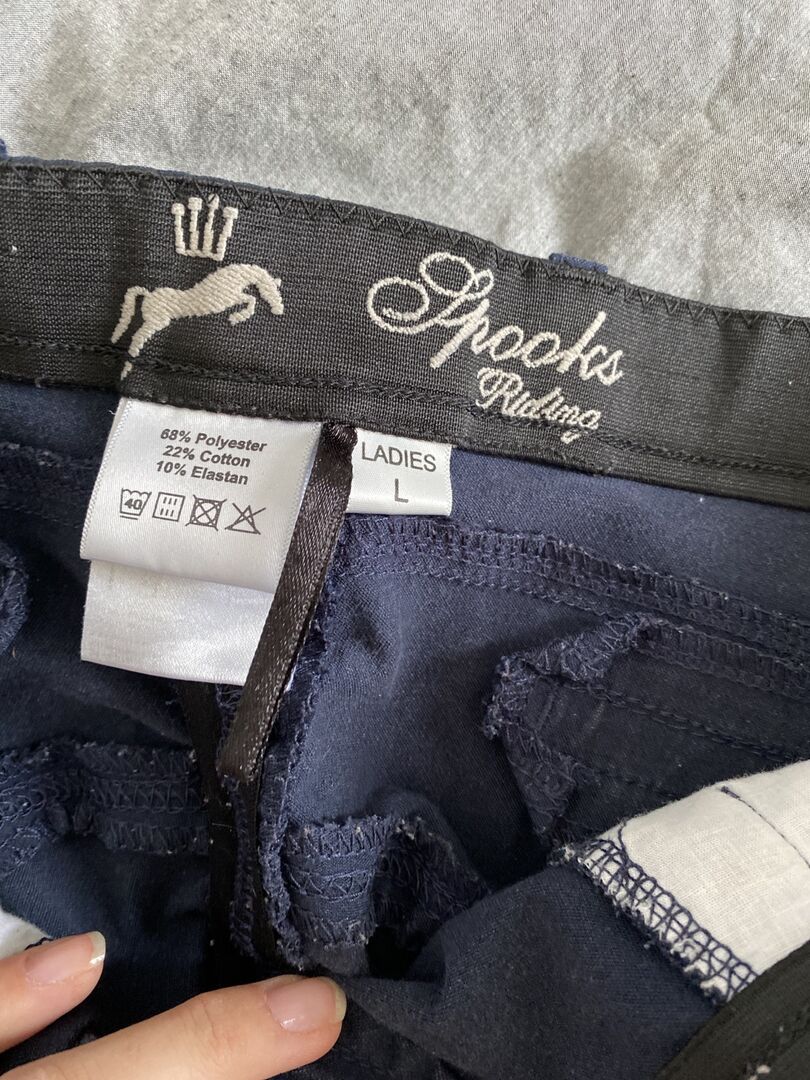 Spooks
Riding
68% Polyester
22% Cotton
10% Elastan
40
LADIES
L